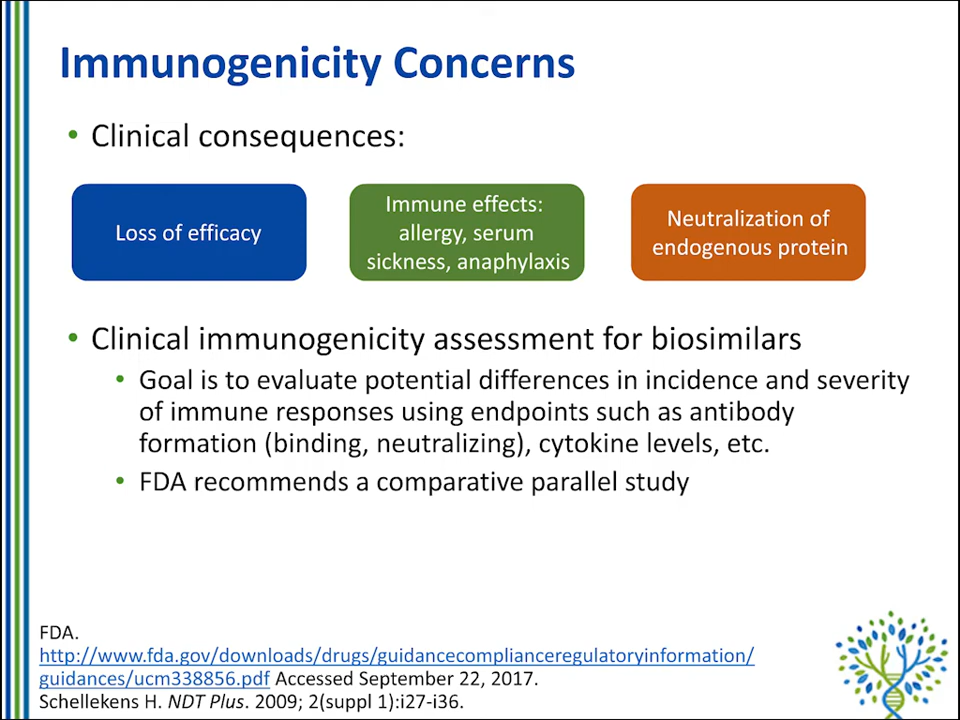 Immunogenicity Concerns
• Clinical consequences:
Loss of efficacy
Immune effects:
allergy, serum
sickness, anaphylaxis
Neutralization of
endogenous protein
• Clinical immunogenicity assessment for biosimilars
• Goal is to evaluate potential differences in incidence and severity
of immune responses using endpoints such as antibody
formation (binding, neutralizing), cytokine levels, etc.
• FDA recommends a comparative parallel study
FDA.
http://www.fda.gov/downloads/drugs/guidancecomplianceregulatoryinformation/
guidances/ucm338856.pdf Accessed September 22, 2017.
Schellekens H. NDT Plus. 2009; 2(suppl 1):i27-i36.